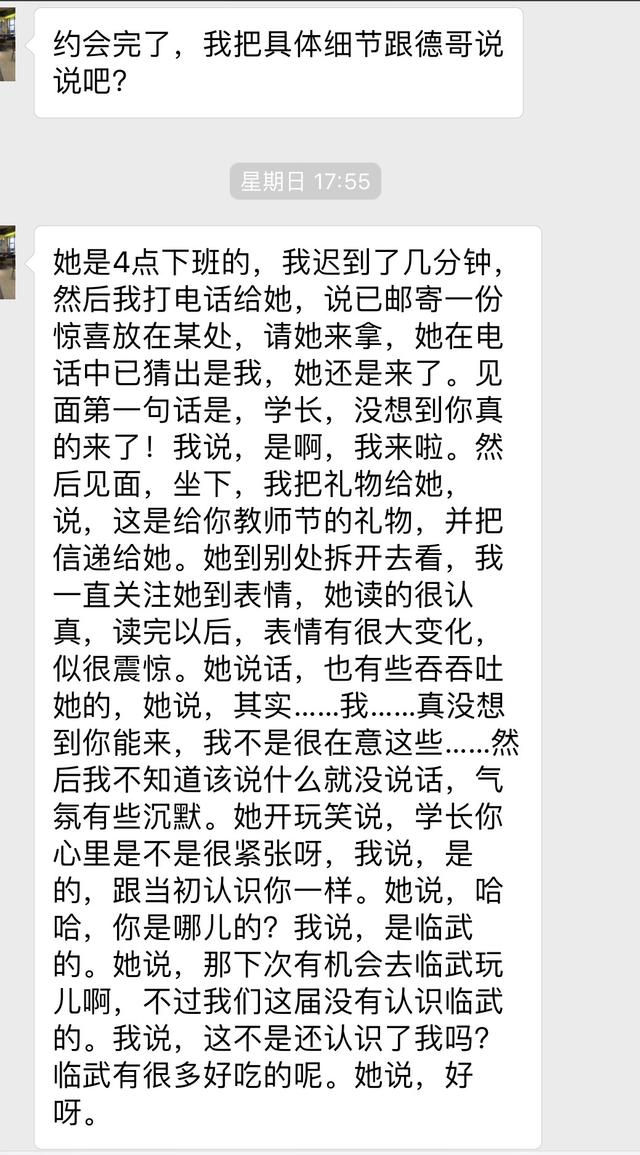 约会完了，我把具体细节跟德哥说
说吧？
星期日 17:55
她是4点下班的，我迟到了几分钟，
然后我打电话给她，说已邮寄一份
惊喜放在某处，请她来拿，她在电
话中已猜出是我，她还是来了。见
面第一句话是，学长，没想到你真
的来了！我说，是啊，我来啦。然
后见面，坐下，我把礼物给她，
说，这是给你教师节的礼物，并把
信递给她。她到别处拆开去看，我
一直关注她到表情，她读的很认
真，读完以后，表情有很大变化，
似很震惊。她说话，也有些吞吞吐
她的，她说，其实……我……真没想
到你能来，我不是很在意这些……然
后我不知道该说什么就没说话，气
氛有些沉默。她开玩笑说，学长你
心里是不是很紧张呀，我说，是
的，跟当初认识你一样。她说，哈
哈，你是哪儿的？我说，是临武
的。她说，那下次有机会去临武玩
儿啊，不过我们这届没有认识临武
的。我说，这不是还认识了我吗？
临武有很多好吃的呢。她说，好
呀。